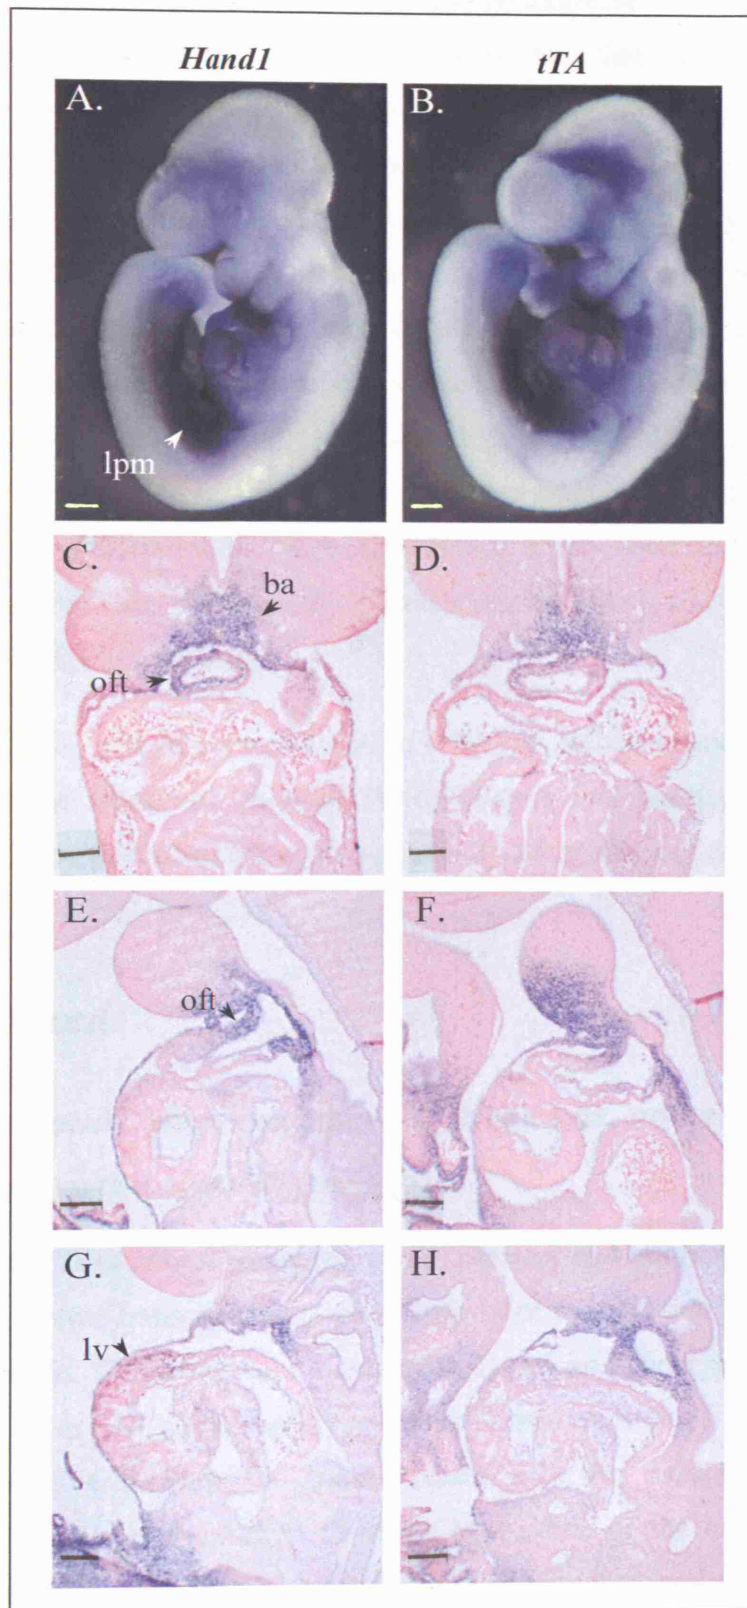 Hand1 tTA
A. B.
lpm
C. D.
ba
oft
E. F.
oft
G. H.
lv